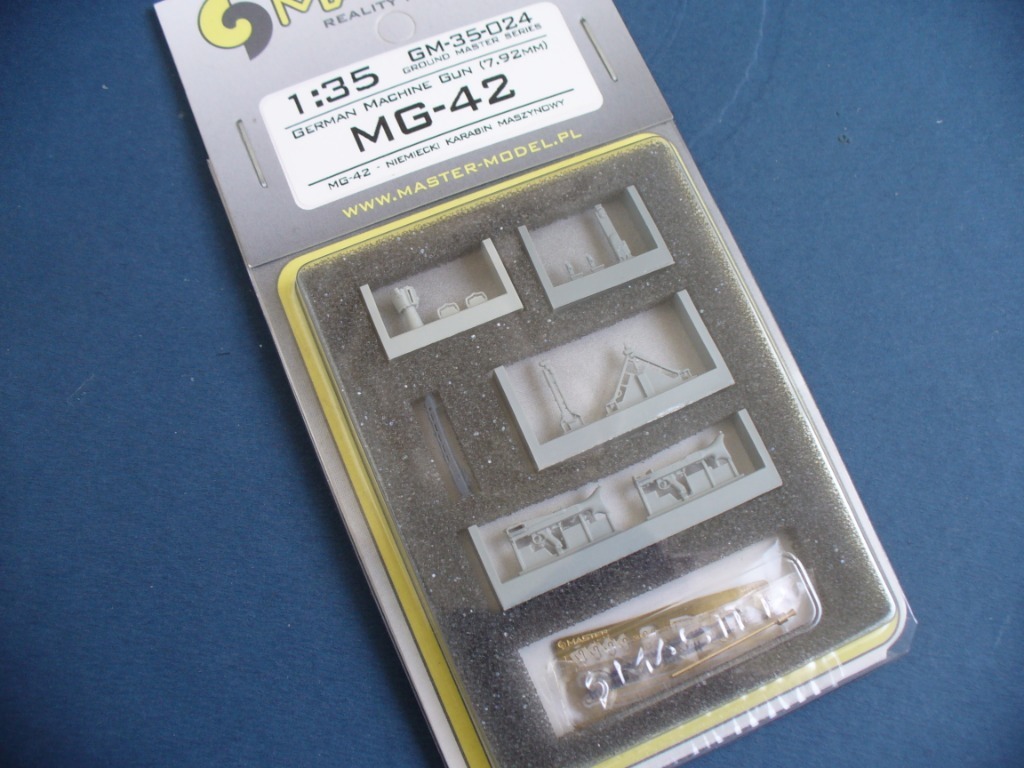 REALITY
1:35 GM-35-024
GROUND MASTER SERIES
GERMAN MACHINE GUN (7,92MM)
MG-42
MG-42 - NIEMIECKI KARABIN MASZYNOWY
WWW.MASTER-MODEL.PL
MASTER